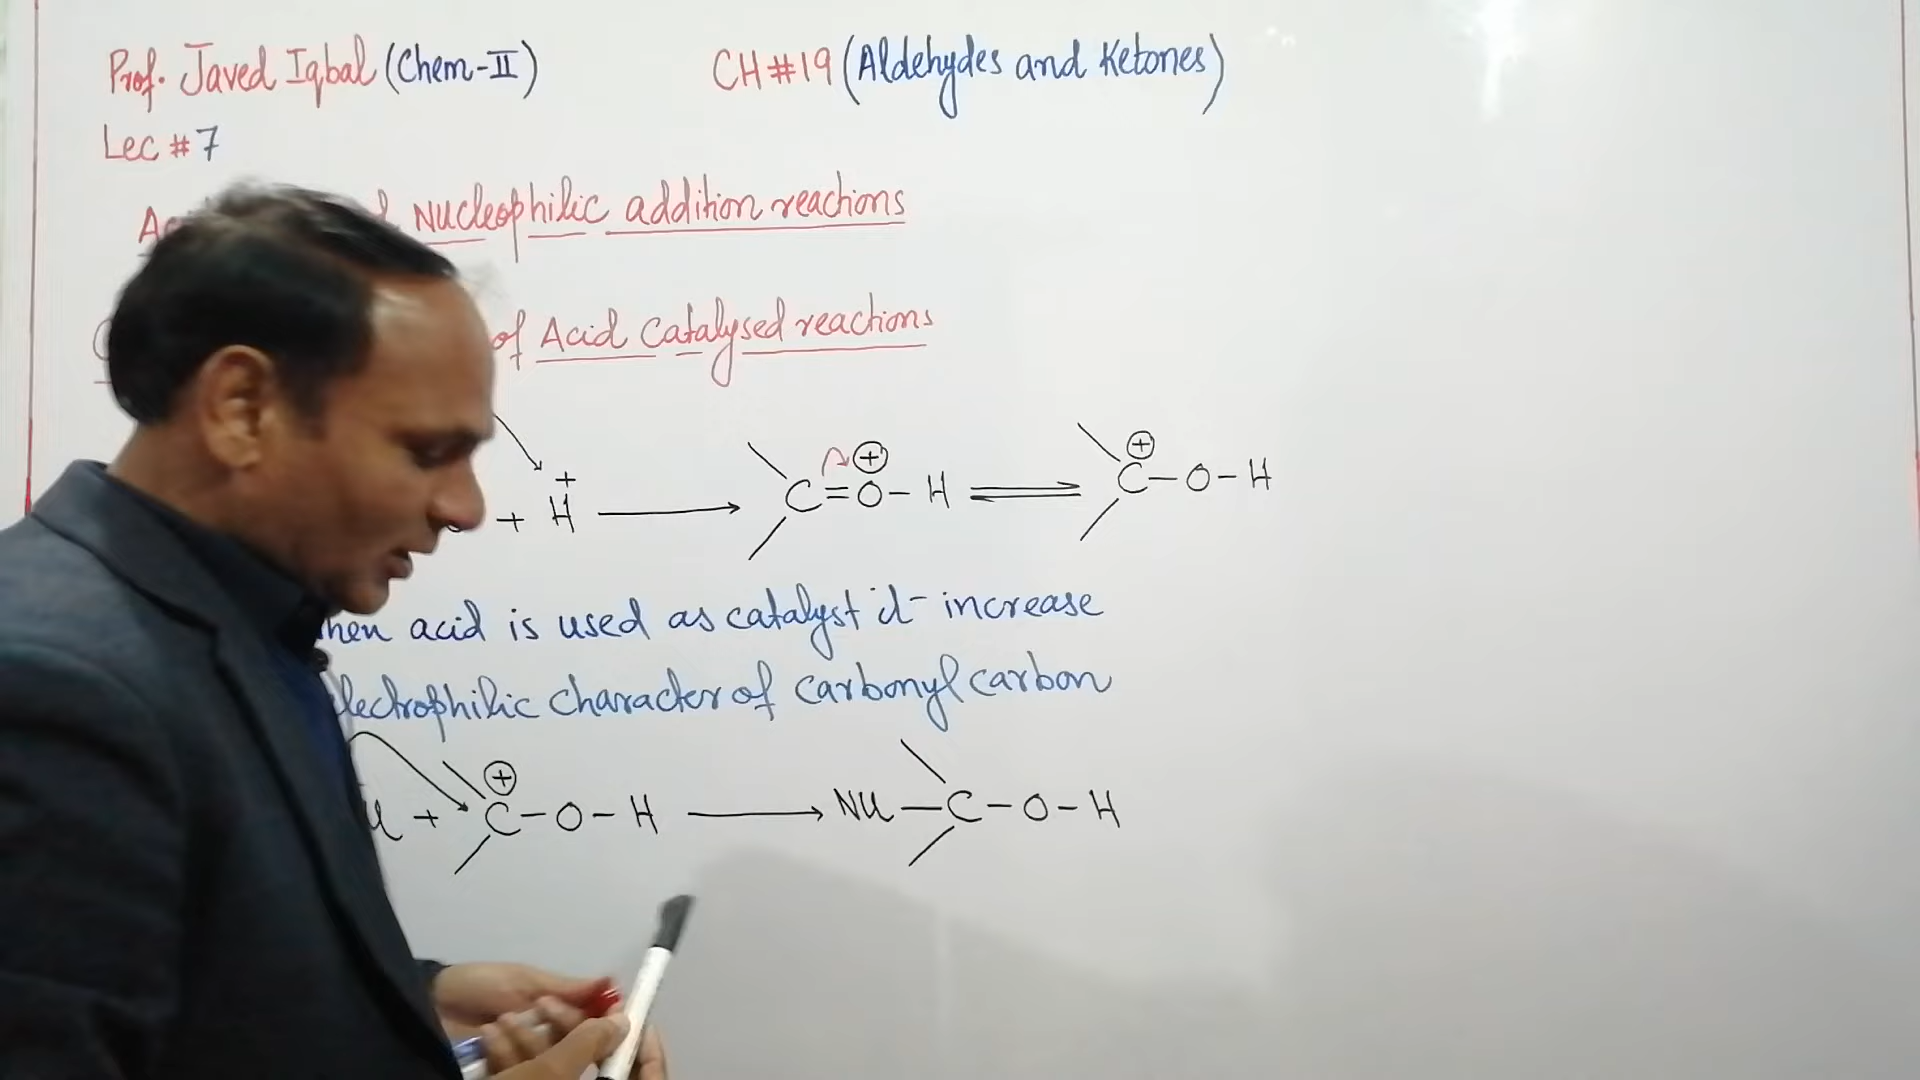 Prof. Javed Iqbal (Chem-II) CH#19 (Aldehydes and Ketones)
Lec # 7
Nucleophilic addition reactions
of Acid Catalysed reactions
+ H+ ⟶ C=O⊕–H ⇌ C⊕–O–H
acid is used as catalyst it increase
character of carbonyl carbon
+ C⊕–O–H ⟶ Nu–C–O–H